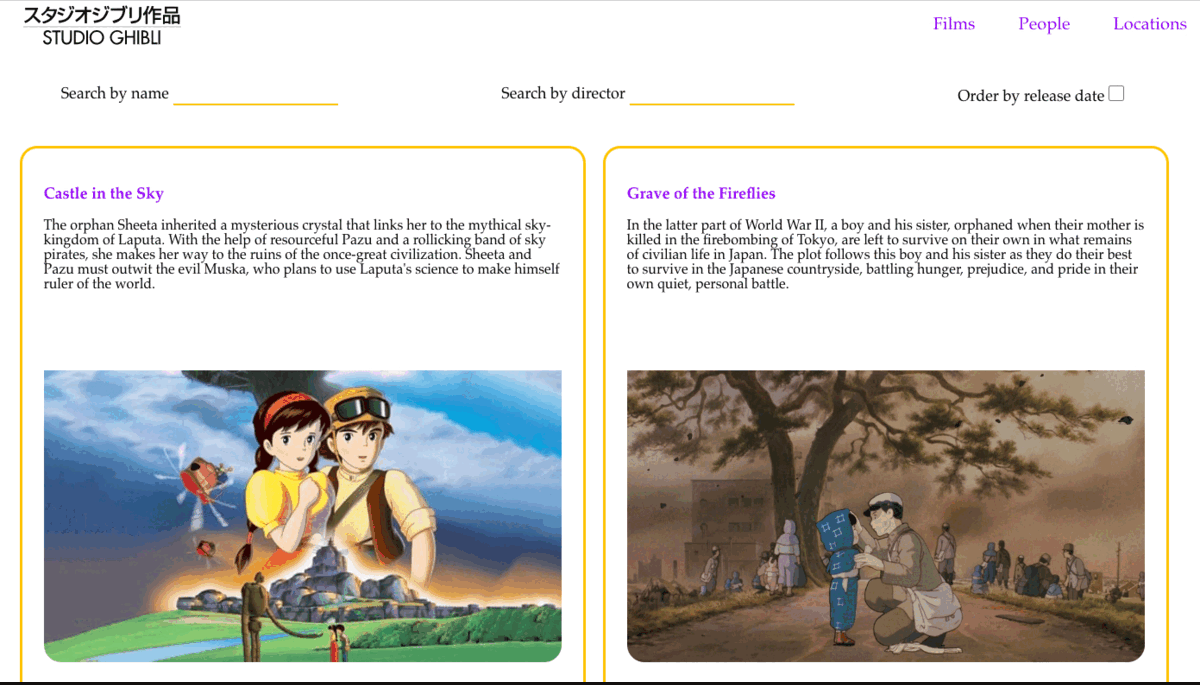 スタジオジブリ作品
STUDIO GHIBLI
Films People Locations
Search by name
Search by director
Order by release date
Castle in the Sky
The orphan Sheeta inherited a mysterious crystal that links her to the mythical sky-
kingdom of Laputa. With the help of resourceful Pazu and a rollicking band of sky
pirates, she makes her way to the ruins of the once-great civilization. Sheeta and
Pazu must outwit the evil Muska, who plans to use Laputa's science to make himself
ruler of the world.
Grave of the Fireflies
In the latter part of World War II, a boy and his sister, orphaned when their mother is
killed in the firebombing of Tokyo, are left to survive on their own in what remains
of civilian life in Japan. The plot follows this boy and his sister as they do their best
to survive in the Japanese countryside, battling hunger, prejudice, and pride in their
own quiet, personal battle.